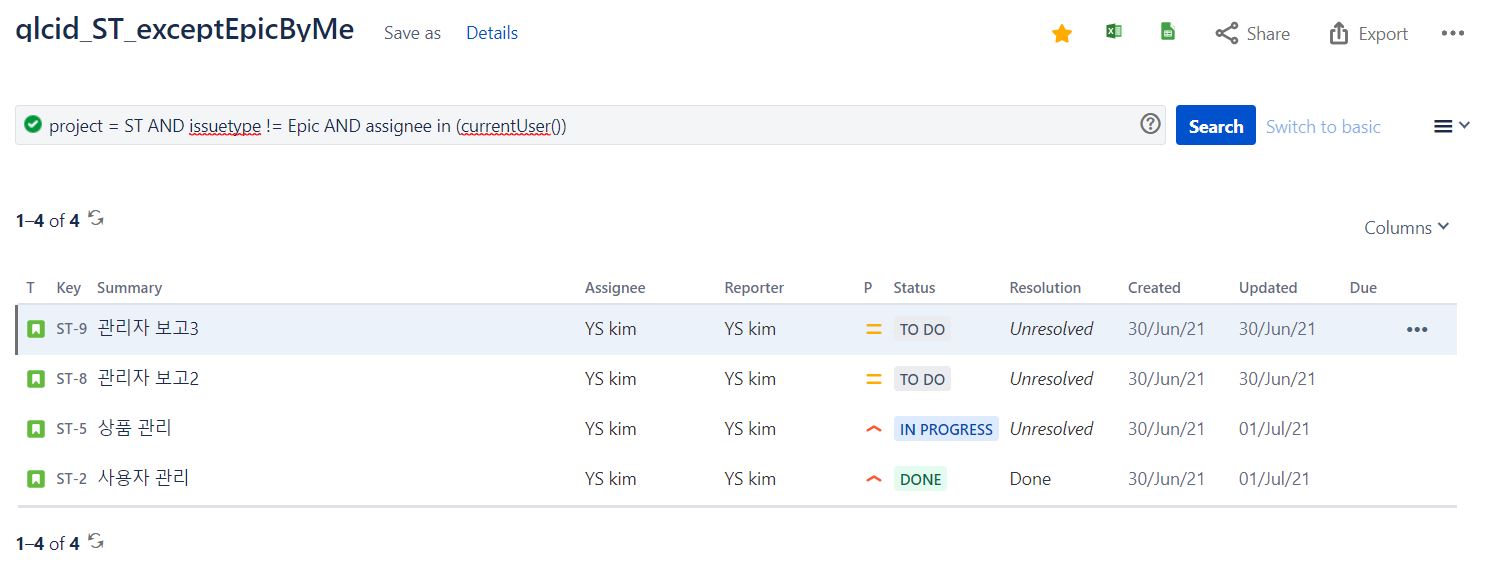 qlcid_ST_exceptEpicByMe Save as Details Share Export
project = ST AND issuetype != Epic AND assignee in (currentUser()) Search Switch to basic
1–4 of 4
Columns
T Key Summary Assignee Reporter P Status Resolution Created Updated Due
ST-9 관리자 보고3 YS kim YS kim TO DO Unresolved 30/Jun/21 30/Jun/21
ST-8 관리자 보고2 YS kim YS kim TO DO Unresolved 30/Jun/21 30/Jun/21
ST-5 상품 관리 YS kim YS kim IN PROGRESS Unresolved 30/Jun/21 01/Jul/21
ST-2 사용자 관리 YS kim YS kim DONE Done 30/Jun/21 01/Jul/21
1–4 of 4